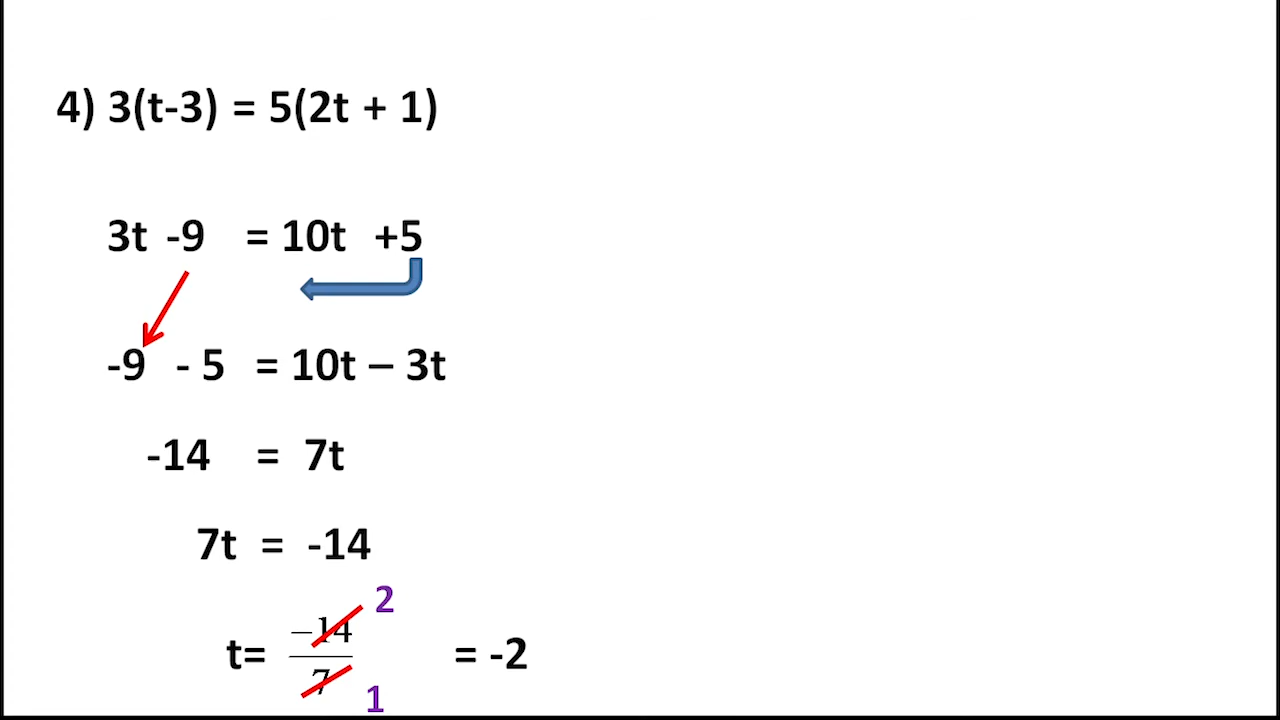 4) 3(t-3) = 5(2t + 1)
3t -9 = 10t +5
-9 - 5 = 10t – 3t
-14 = 7t
7t = -14
2
t= −14/7 = -2
1